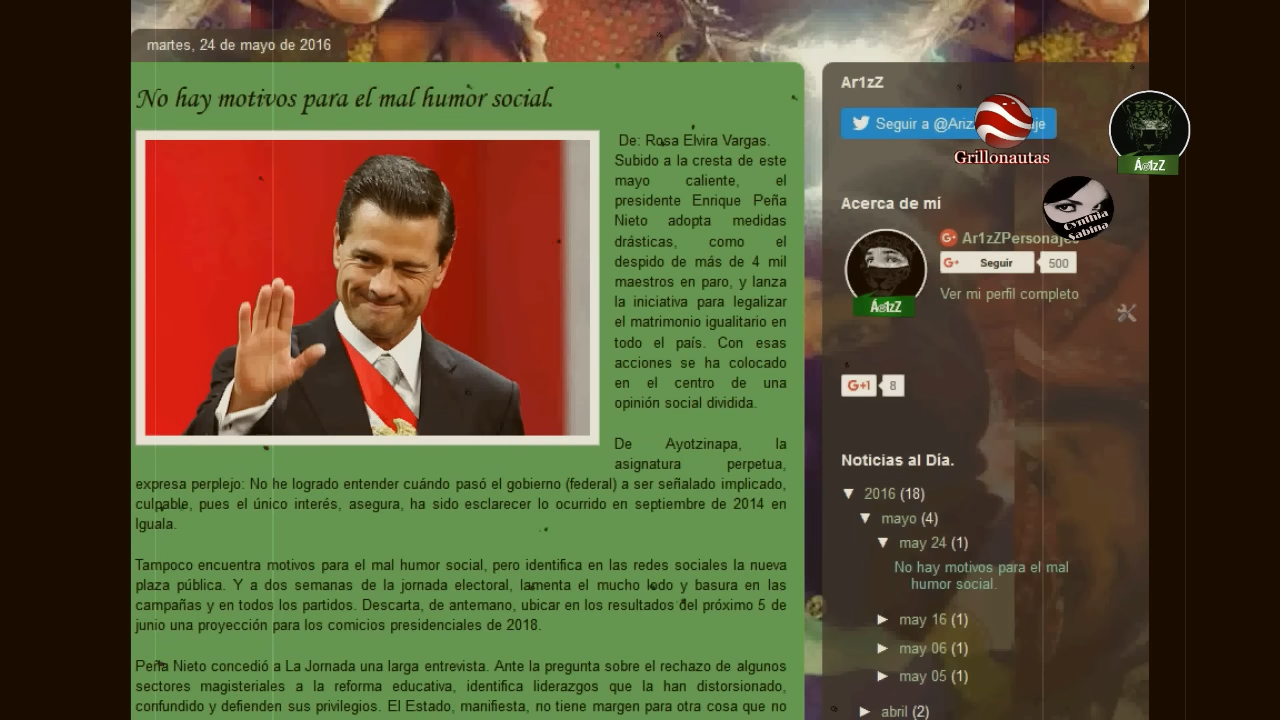 martes, 24 de mayo de 2016
No hay motivos para el mal humor social.
De: Rosa Elvira Vargas.
Subido a la cresta de este
mayo caliente, el
presidente Enrique Peña
Nieto adopta medidas
drásticas, como el
despido de más de 4 mil
maestros en paro, y lanza
la iniciativa para legalizar
el matrimonio igualitario en
todo el país. Con esas
acciones se ha colocado
en el centro de una
opinión social dividida.
De Ayotzinapa, la
asignatura perpetua,
expresa perplejo: No he logrado entender cuándo pasó el gobierno (federal) a ser señalado implicado,
culpable, pues el único interés, asegura, ha sido esclarecer lo ocurrido en septiembre de 2014 en
Iguala.
Tampoco encuentra motivos para el mal humor social, pero identifica en las redes sociales la nueva
plaza pública. Y a dos semanas de la jornada electoral, lamenta el mucho lodo y basura en las
campañas y en todos los partidos. Descarta, de antemano, ubicar en los resultados del próximo 5 de
junio una proyección para los comicios presidenciales de 2018.
Peña Nieto concedió a La Jornada una larga entrevista. Ante la pregunta sobre el rechazo de algunos
sectores magisteriales a la reforma educativa, identifica liderazgos que la han distorsionado,
confundido y defienden sus privilegios. El Estado, manifiesta, no tiene margen para otra cosa que no
Ar1zZ
Seguir a @Ariz je
Grillonautas
Ár1zZ
Acerca de mi
Cynthia
Sabina
Ar1zZPersonaje
G+ Seguir 500
Ár1zZ
Ver mi perfil completo
G+1 8
Noticias al Día.
▼ 2016 (18)
▼ mayo (4)
▼ may 24 (1)
No hay motivos para el mal
humor social.
► may 16 (1)
► may 06 (1)
► may 05 (1)
► abril (2)